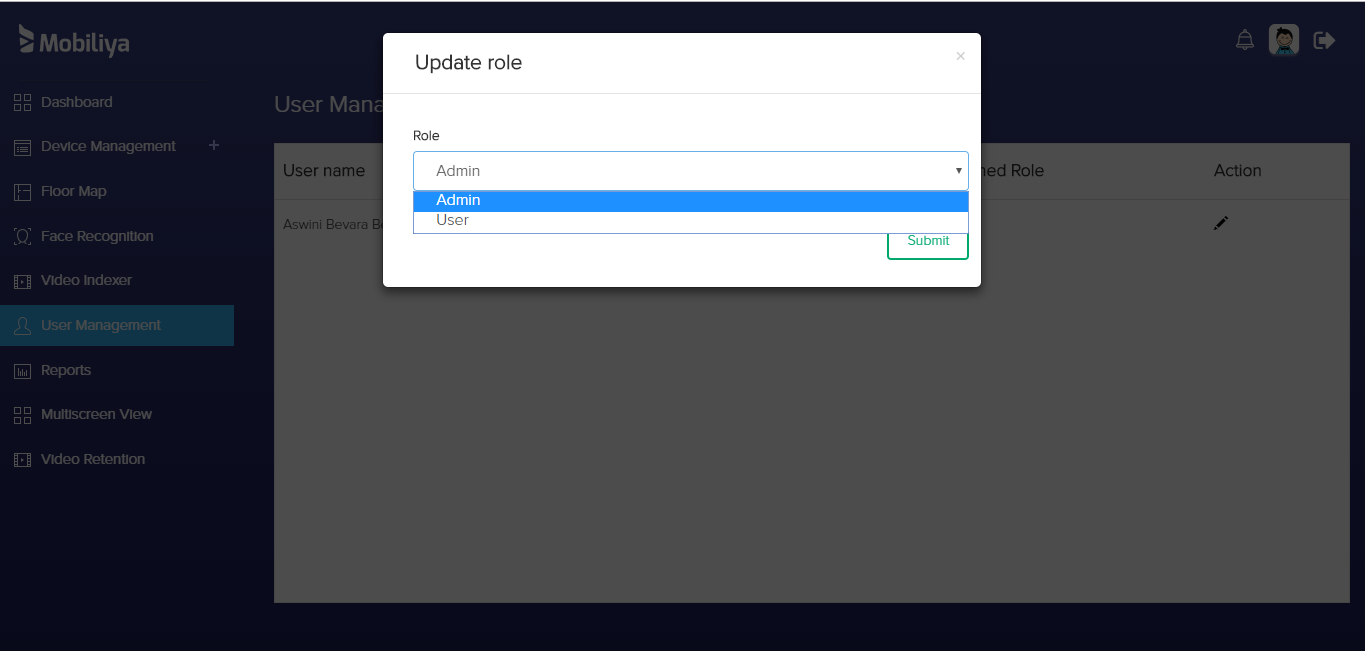 Mobiliya
Dashboard
Device Management +
Floor Map
Face Recognition
Video Indexer
User Management
Reports
Multiscreen View
Video Retention
User Mana
User name
ned Role
Action
Aswini Bevara Be
Update role ×
Role
Admin
Admin
User
Submit